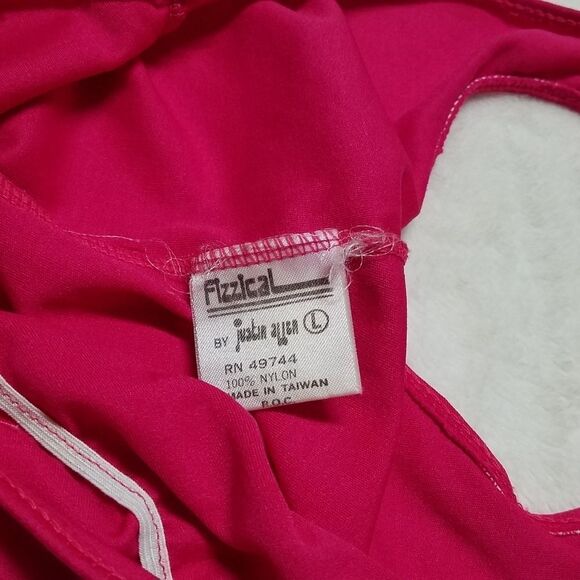 Fizzical
BY justin allen L
RN 49744
100% NYLON
MADE IN TAIWAN
R.O.C.